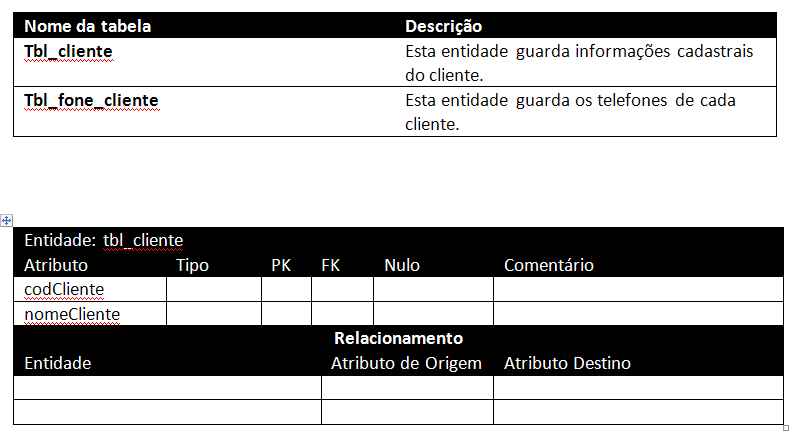 Nome da tabela Descrição
Tbl_cliente Esta entidade guarda informações cadastrais
do cliente.
Tbl_fone_cliente Esta entidade guarda os telefones de cada
cliente.
Entidade: tbl_cliente
Atributo Tipo PK FK Nulo Comentário
codCliente
nomeCliente
Relacionamento
Entidade Atributo de Origem Atributo Destino